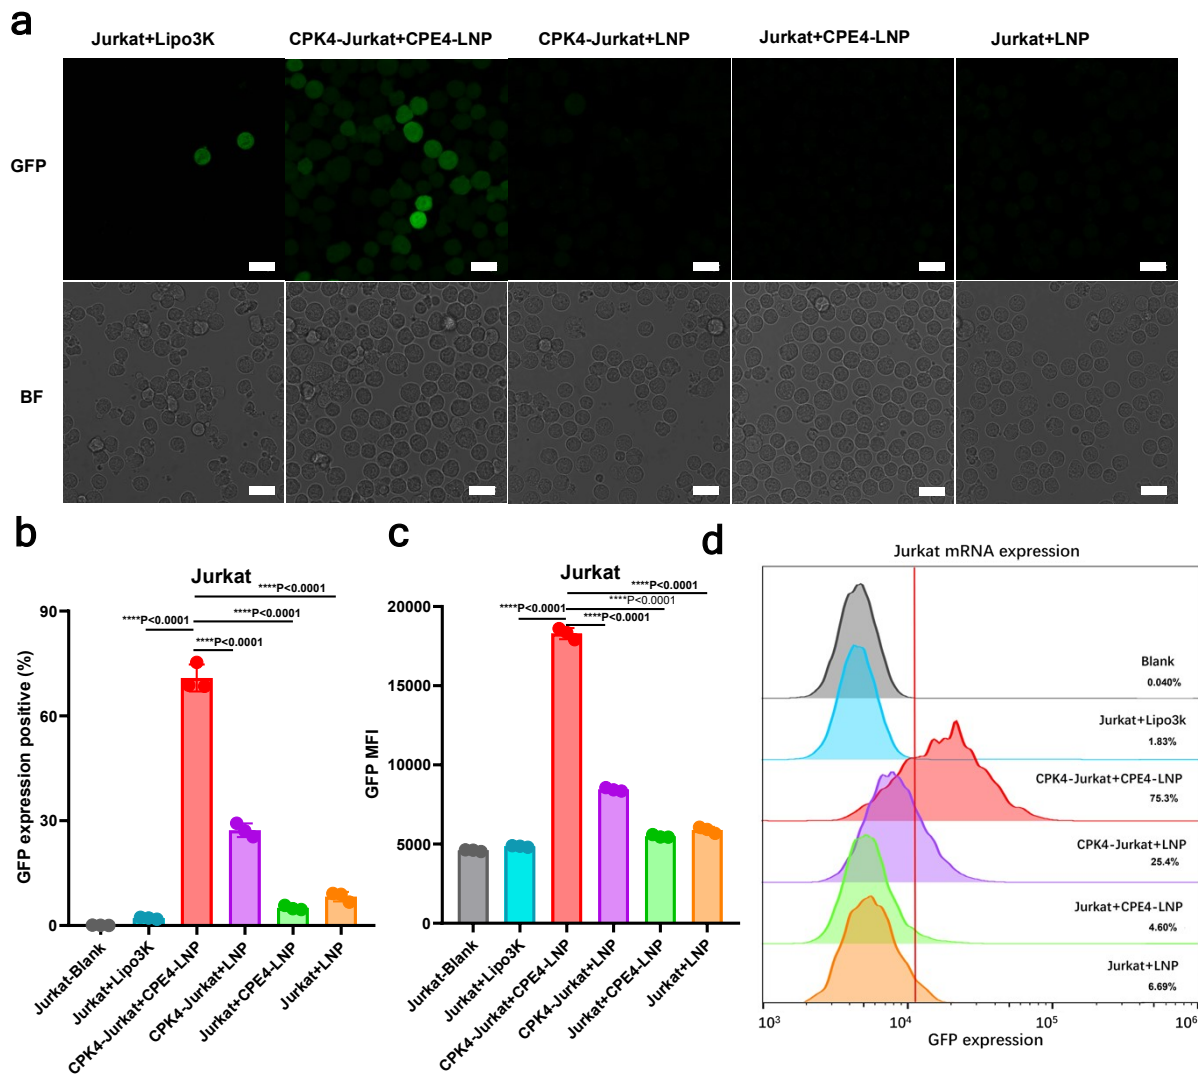 a
Jurkat+Lipo3K
CPK4-Jurkat+CPE4-LNP
CPK4-Jurkat+LNP
Jurkat+CPE4-LNP
Jurkat+LNP
GFP
BF
b
Jurkat
****P<0.0001
****P<0.0001
****P<0.0001
****P<0.0001
GFP expression positive (%)
90
60
30
0
Jurkat-Blank
Jurkat+Lipo3K
CPK4-Jurkat+CPE4-LNP
CPK4-Jurkat+LNP
Jurkat+CPE4-LNP
Jurkat+LNP
c
Jurkat
****P<0.0001
****P<0.0001
****P<0.0001
****P<0.0001
GFP MFI
20000
15000
10000
5000
0
Jurkat-Blank
Jurkat+Lipo3K
CPK4-Jurkat+CPE4-LNP
CPK4-Jurkat+LNP
Jurkat+CPE4-LNP
Jurkat+LNP
d
Jurkat mRNA expression
Blank
0.040%
Jurkat+Lipo3k
1.83%
CPK4-Jurkat+CPE4-LNP
75.3%
CPK4-Jurkat+LNP
25.4%
Jurkat+CPE4-LNP
4.60%
Jurkat+LNP
6.69%
10³
10⁴
10⁵
10⁶
GFP expression